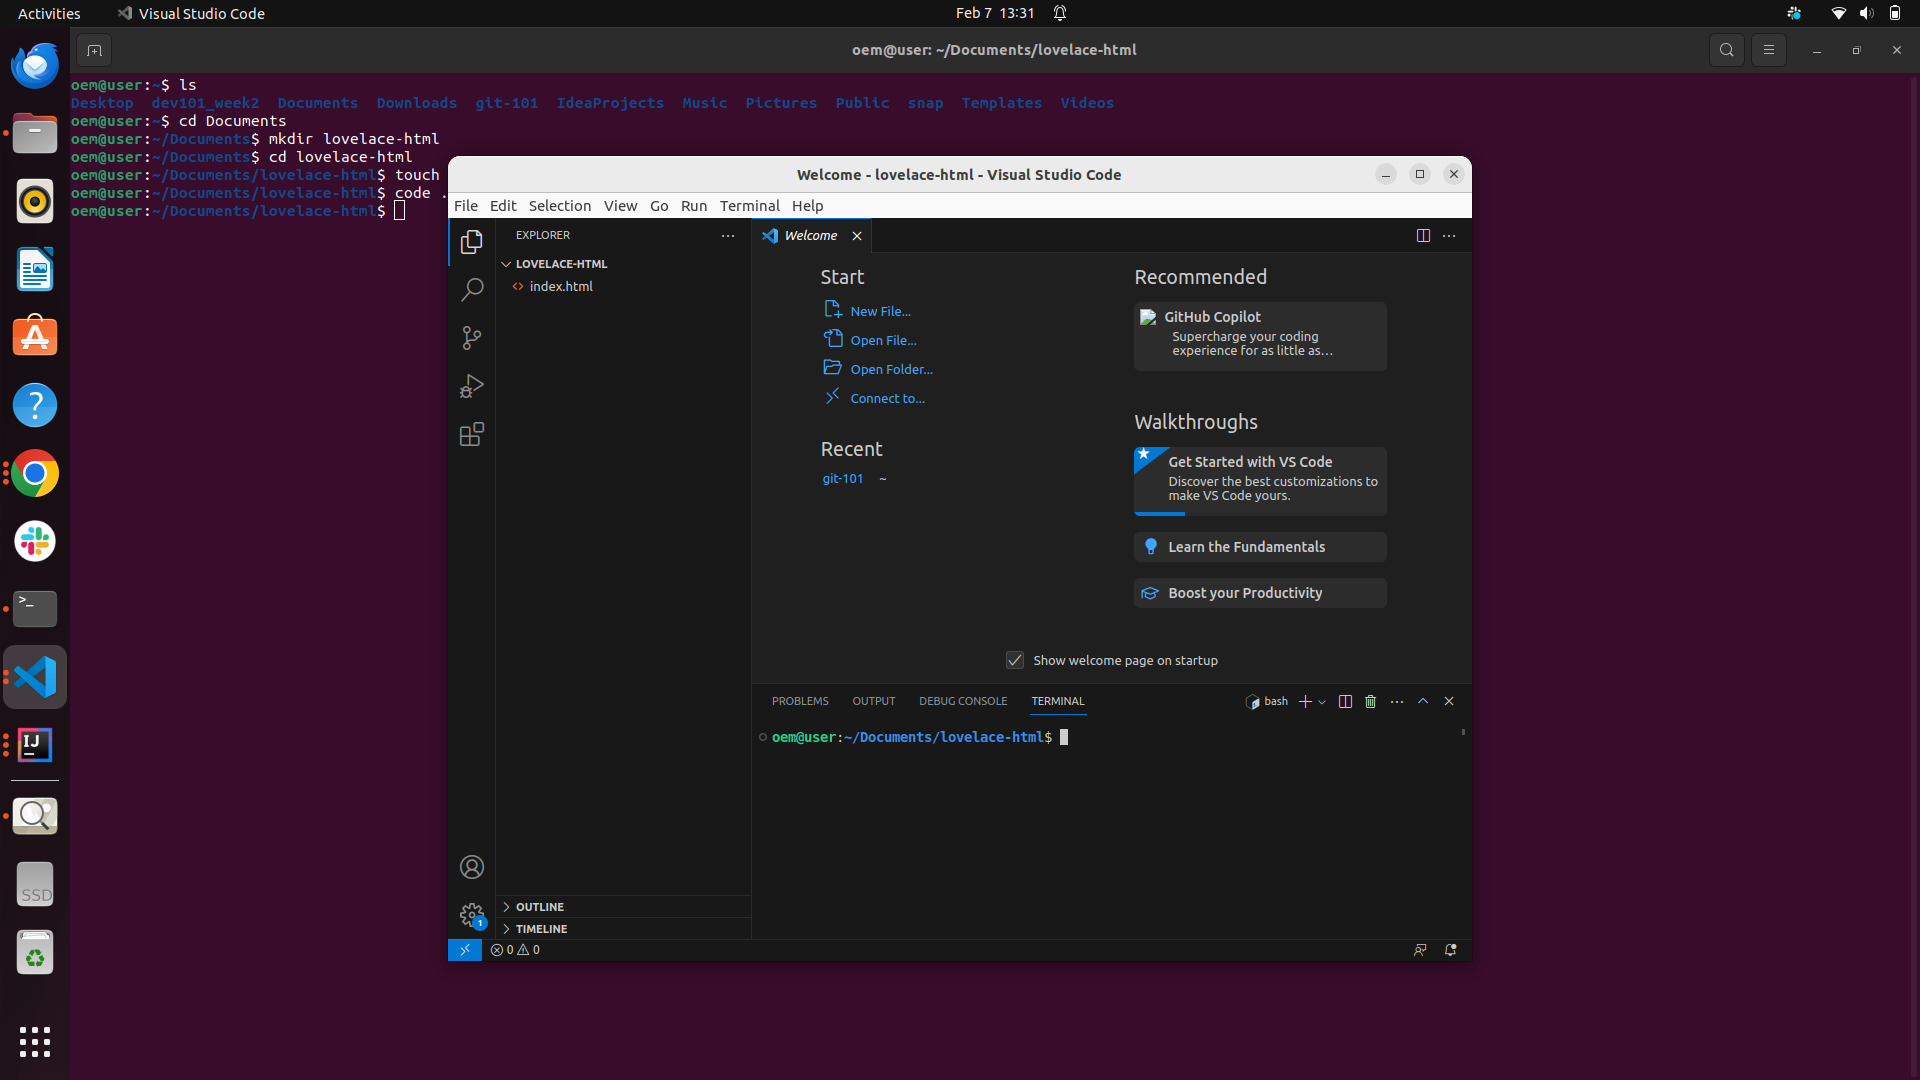 Activities Visual Studio Code Feb 7 13:31
oem@user: ~/Documents/lovelace-html
oem@user:~$ ls
Desktop dev101_week2 Documents Downloads git-101 IdeaProjects Music Pictures Public snap Templates Videos
oem@user:~$ cd Documents
oem@user:~/Documents$ mkdir lovelace-html
oem@user:~/Documents$ cd lovelace-html
oem@user:~/Documents/lovelace-html$ touch
oem@user:~/Documents/lovelace-html$ code .
oem@user:~/Documents/lovelace-html$
Welcome - lovelace-html - Visual Studio Code
File Edit Selection View Go Run Terminal Help
EXPLORER
LOVELACE-HTML
<> index.html
OUTLINE
TIMELINE
Welcome
Start
New File...
Open File...
Open Folder...
Connect to...
Recent
git-101 ~
Recommended
GitHub Copilot
Supercharge your coding
experience for as little as…
Walkthroughs
Get Started with VS Code
Discover the best customizations to
make VS Code yours.
Learn the Fundamentals
Boost your Productivity
Show welcome page on startup
PROBLEMS OUTPUT DEBUG CONSOLE TERMINAL bash
oem@user:~/Documents/lovelace-html$
1
0 0
>_
IJ
SSD